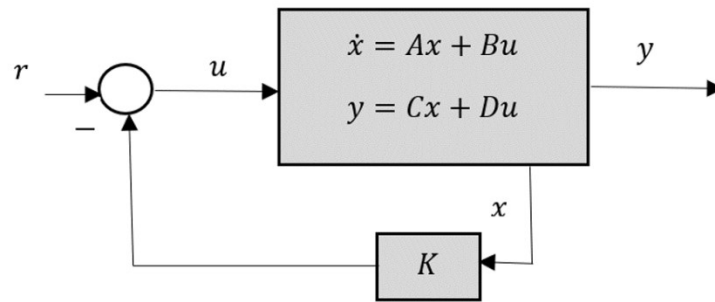 ẋ = Ax + Bu
y
r
u
y = Cx + Du
−
x
K